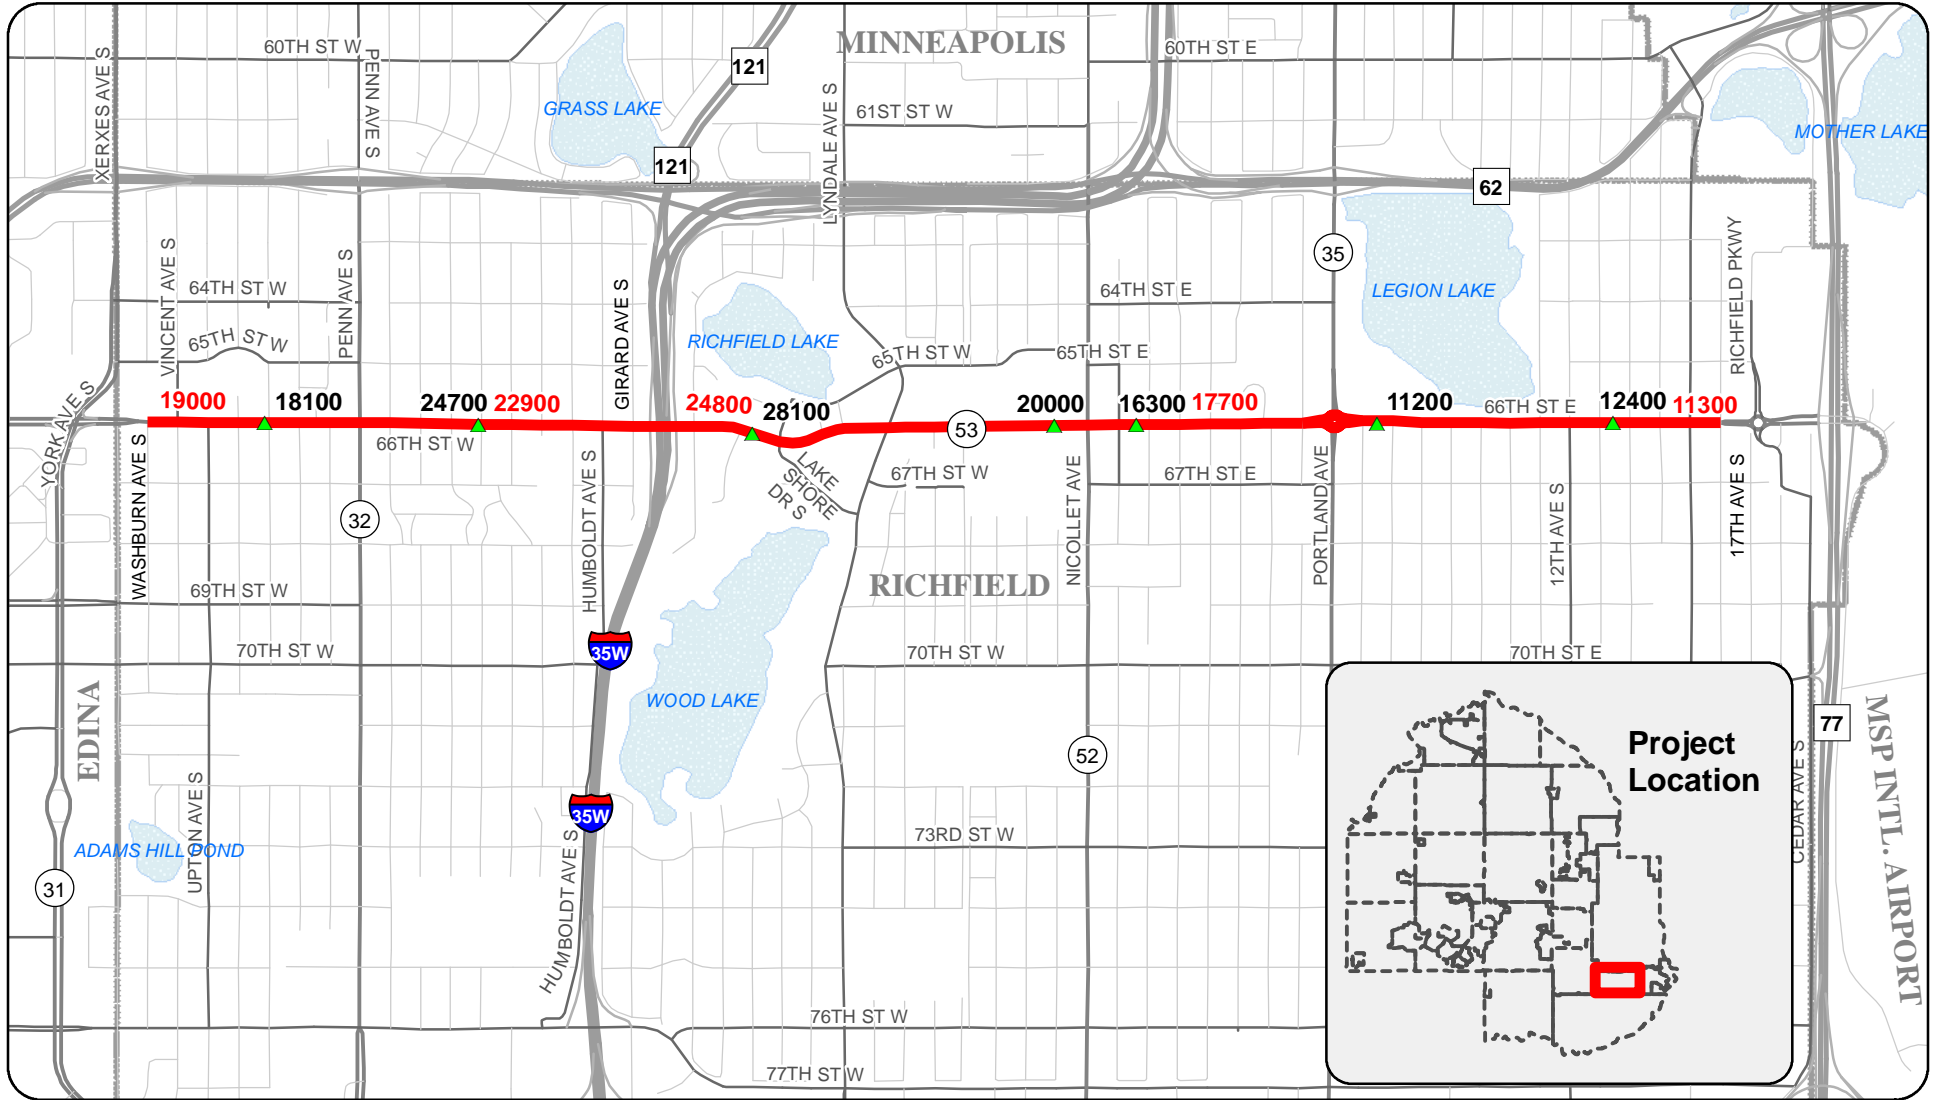 MINNEAPOLIS
60TH ST W
60TH ST E
121
XERXES AVE S
PENN AVE S
GRASS LAKE
LYNDALE AVE S
61ST ST W
MOTHER LAKE
121
62
35
VINCENT AVE S
PENN AVE S
GIRARD AVE S
RICHFIELD PKWY
64TH ST W
64TH ST E
LEGION LAKE
65TH ST W
RICHFIELD LAKE
65TH ST W
65TH ST E
YORK AVE S
19000
18100
24700
22900
24800
28100
20000
16300
17700
11200
66TH ST E
12400
11300
66TH ST W
53
WASHBURN AVE S
HUMBOLDT AVE S
LAKE
SHORE
DR S
67TH ST W
NICOLLET AVE
67TH ST E
PORTLAND AVE
12TH AVE S
17TH AVE S
32
69TH ST W
RICHFIELD
70TH ST W
35W
70TH ST W
70TH ST E
EDINA
WOOD LAKE
52
77
MSP INTL. AIRPORT
Project
Location
UPTON AVE S
35W
73RD ST W
CEDAR AVE S
ADAMS HILL POND
31
HUMBOLDT AVE S
76TH ST W
77TH ST W